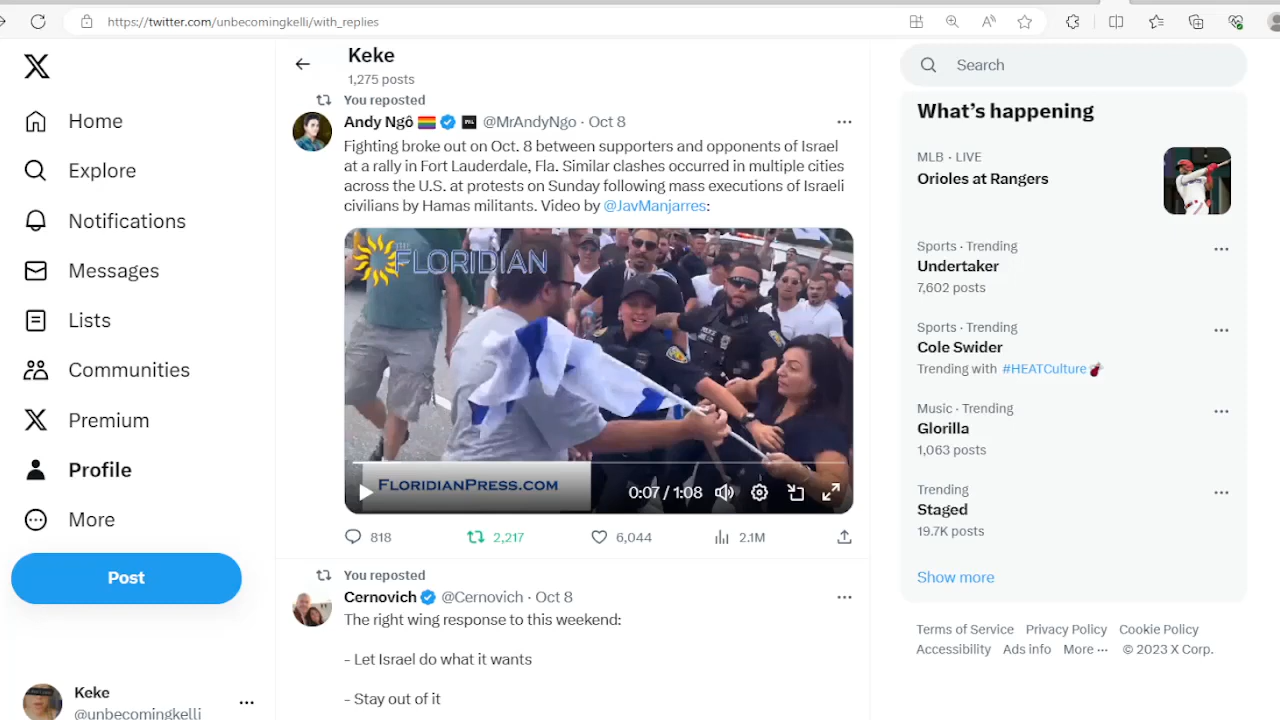 https://twitter.com/unbecomingkelli/with_replies
Home
Explore
Notifications
Messages
Lists
Communities
Premium
Profile
More
Post
Keke
@unbecomingkelli
Keke
1,275 posts
You reposted
Andy Ngô 🏳️‍🌈 @MrAndyNgo · Oct 8
Fighting broke out on Oct. 8 between supporters and opponents of Israel
at a rally in Fort Lauderdale, Fla. Similar clashes occurred in multiple cities
across the U.S. at protests on Sunday following mass executions of Israeli
civilians by Hamas militants. Video by @JavManjarres:
THE
FLORIDIAN
FLORIDIANPRESS.COM
0:07 / 1:08
818 2,217 6,044 2.1M
You reposted
Cernovich @Cernovich · Oct 8
The right wing response to this weekend:
- Let Israel do what it wants
- Stay out of it
Search
What's happening
MLB · LIVE
Orioles at Rangers
Sports · Trending
Undertaker
7,602 posts
Sports · Trending
Cole Swider
Trending with #HEATCulture
Music · Trending
Glorilla
1,063 posts
Trending
Staged
19.7K posts
Show more
Terms of Service Privacy Policy Cookie Policy
Accessibility Ads info More ··· © 2023 X Corp.